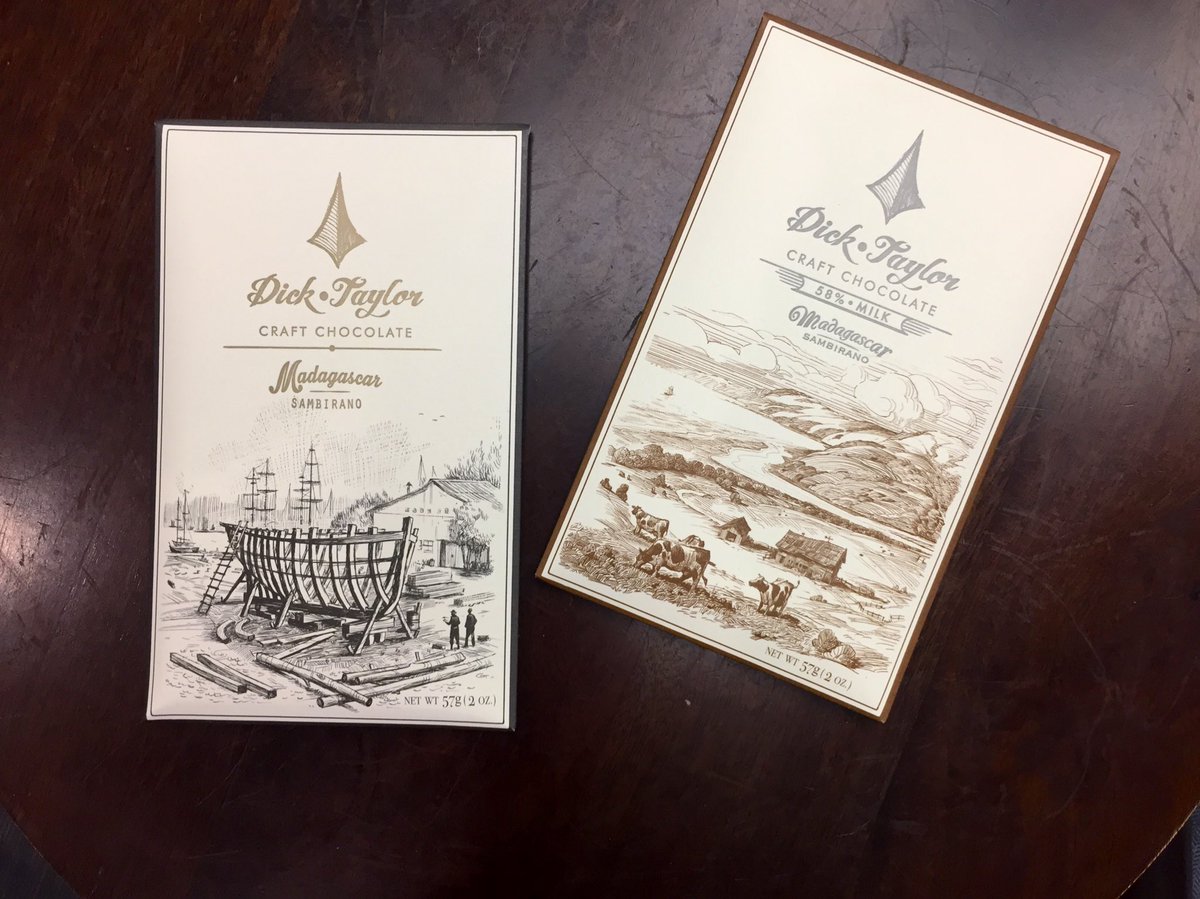 Dick•Taylor
CRAFT CHOCOLATE
Madagascar
SAMBIRANO
NET WT 57g (2 OZ.)
Dick•Taylor
CRAFT CHOCOLATE
58%•MILK
Madagascar
SAMBIRANO
NET WT 57g (2 OZ.)